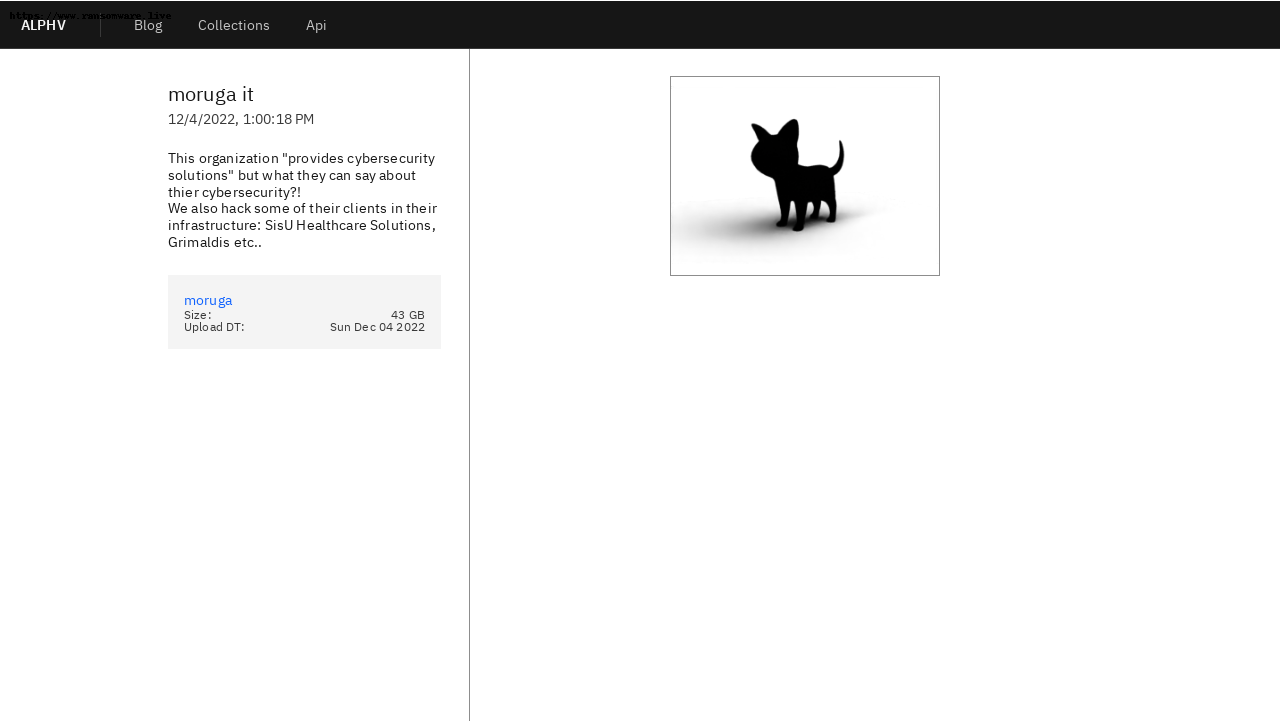 https://www.ransomware.live
ALPHV
Blog
Collections
Api
moruga it
12/4/2022, 1:00:18 PM
This organization "provides cybersecurity
solutions" but what they can say about
thier cybersecurity?!
We also hack some of their clients in their
infrastructure: SisU Healthcare Solutions,
Grimaldis etc..
moruga
Size: 43 GB
Upload DT: Sun Dec 04 2022